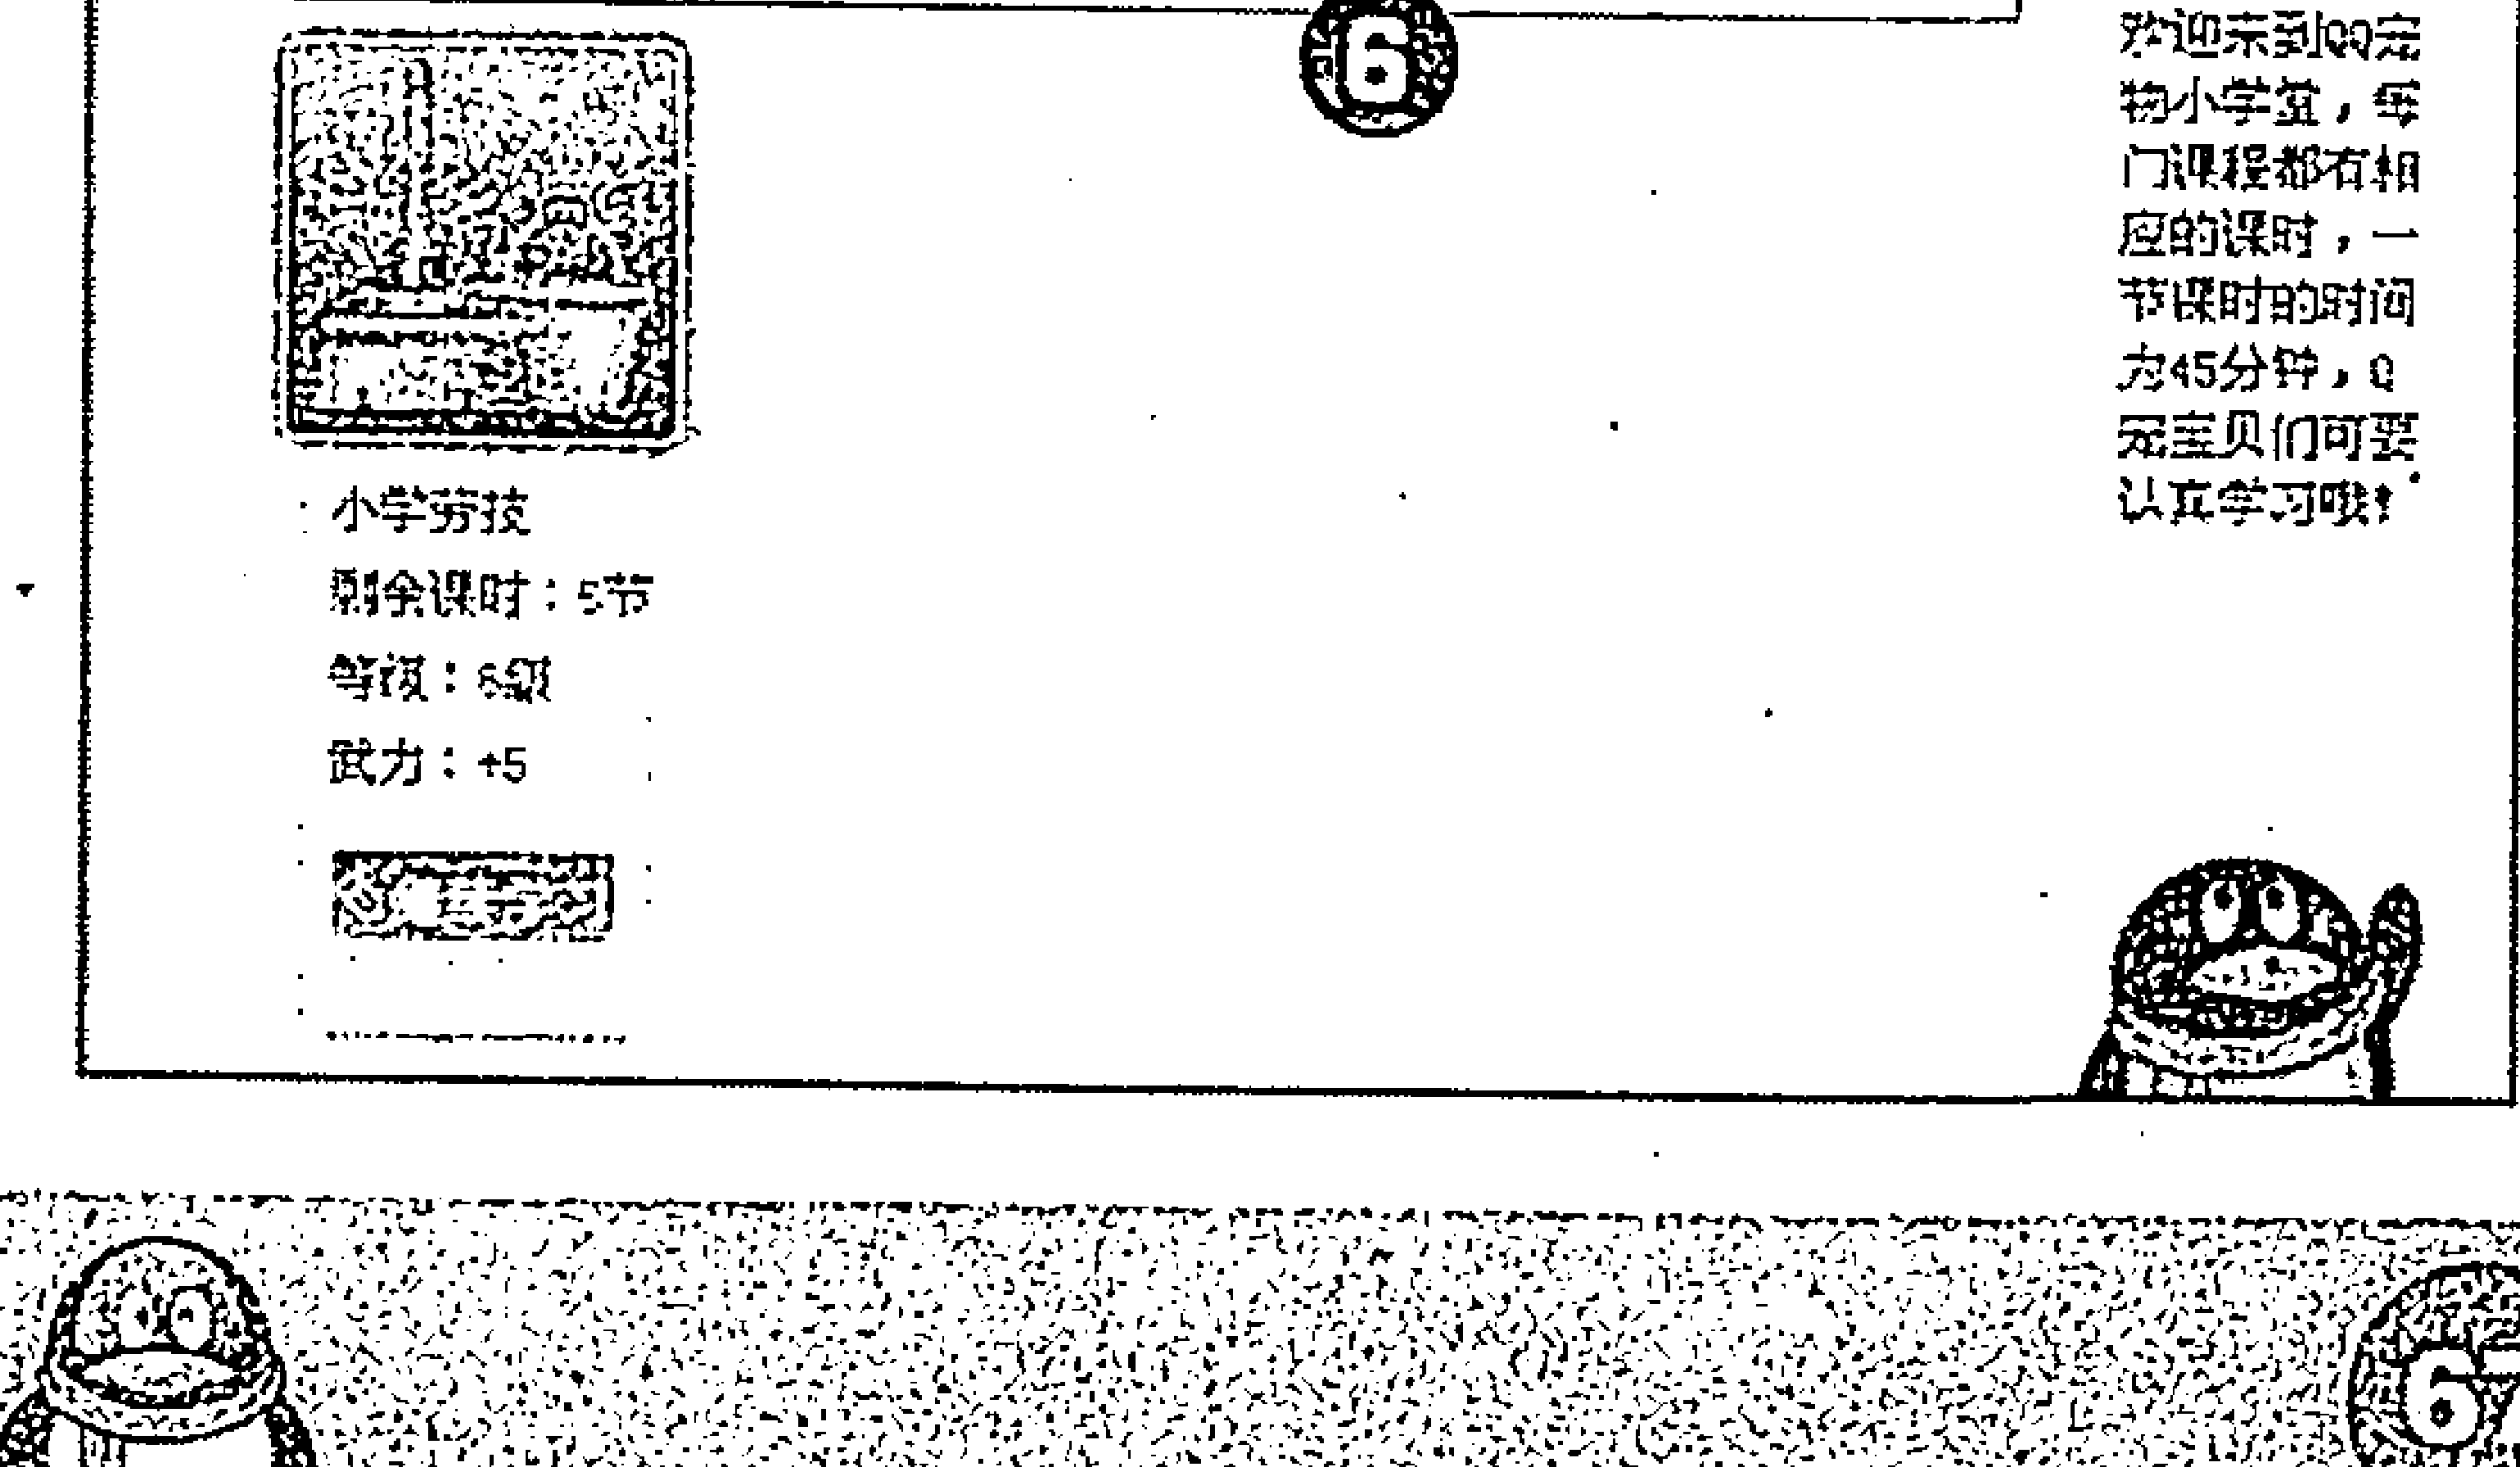 6
小学劳技
剩余课时：5节
等级：6级
武力：+5
欢迎来到QQ宠
物小学堂，每
门课程都有相
应的课时，一
节课时的时间
为45分钟，Q
宠宝贝们可要
认真学习哦！
6